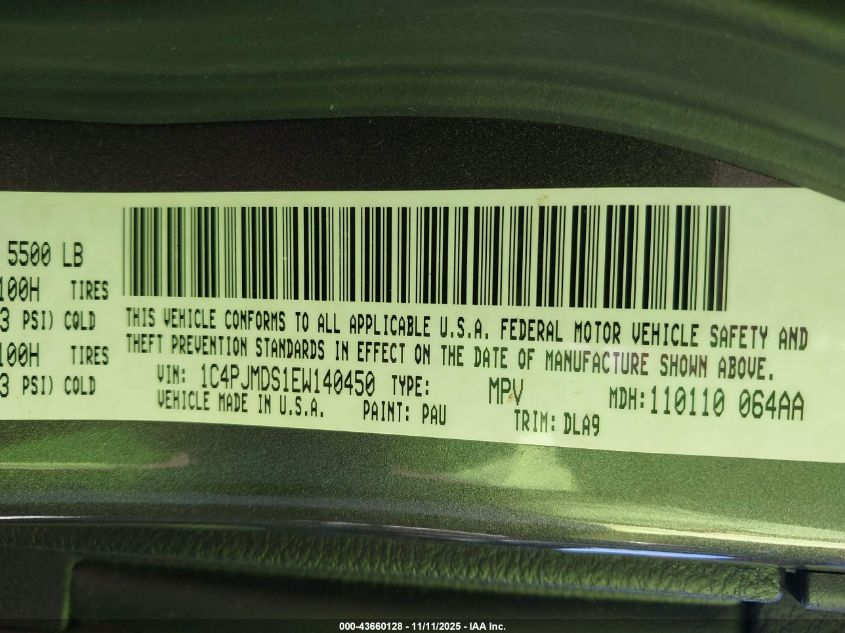 5500 LB
100H TIRES
3 PSI) COLD
100H TIRES
3 PSI) COLD
THIS VEHICLE CONFORMS TO ALL APPLICABLE U.S.A. FEDERAL MOTOR VEHICLE SAFETY AND
THEFT PREVENTION STANDARDS IN EFFECT ON THE DATE OF MANUFACTURE SHOWN ABOVE.
VIN: 1C4PJMDS1EW140450 TYPE: MPV MDH:110110 064AA
VEHICLE MADE IN U.S.A. PAINT: PAU TRIM: DLA9
000-43660128 - 11/11/2025 - IAA Inc.